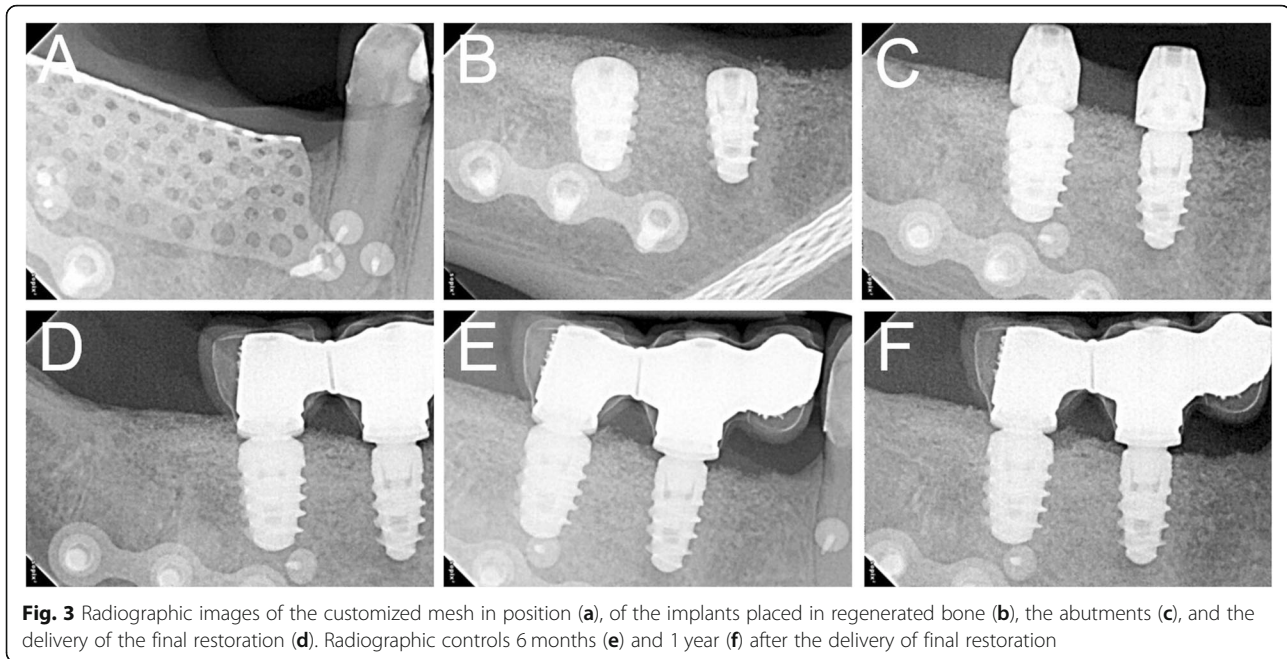 A
B
C
D
E
F
Fig. 3 Radiographic images of the customized mesh in position (a), of the implants placed in regenerated bone (b), the abutments (c), and the
delivery of the final restoration (d). Radiographic controls 6 months (e) and 1 year (f) after the delivery of final restoration